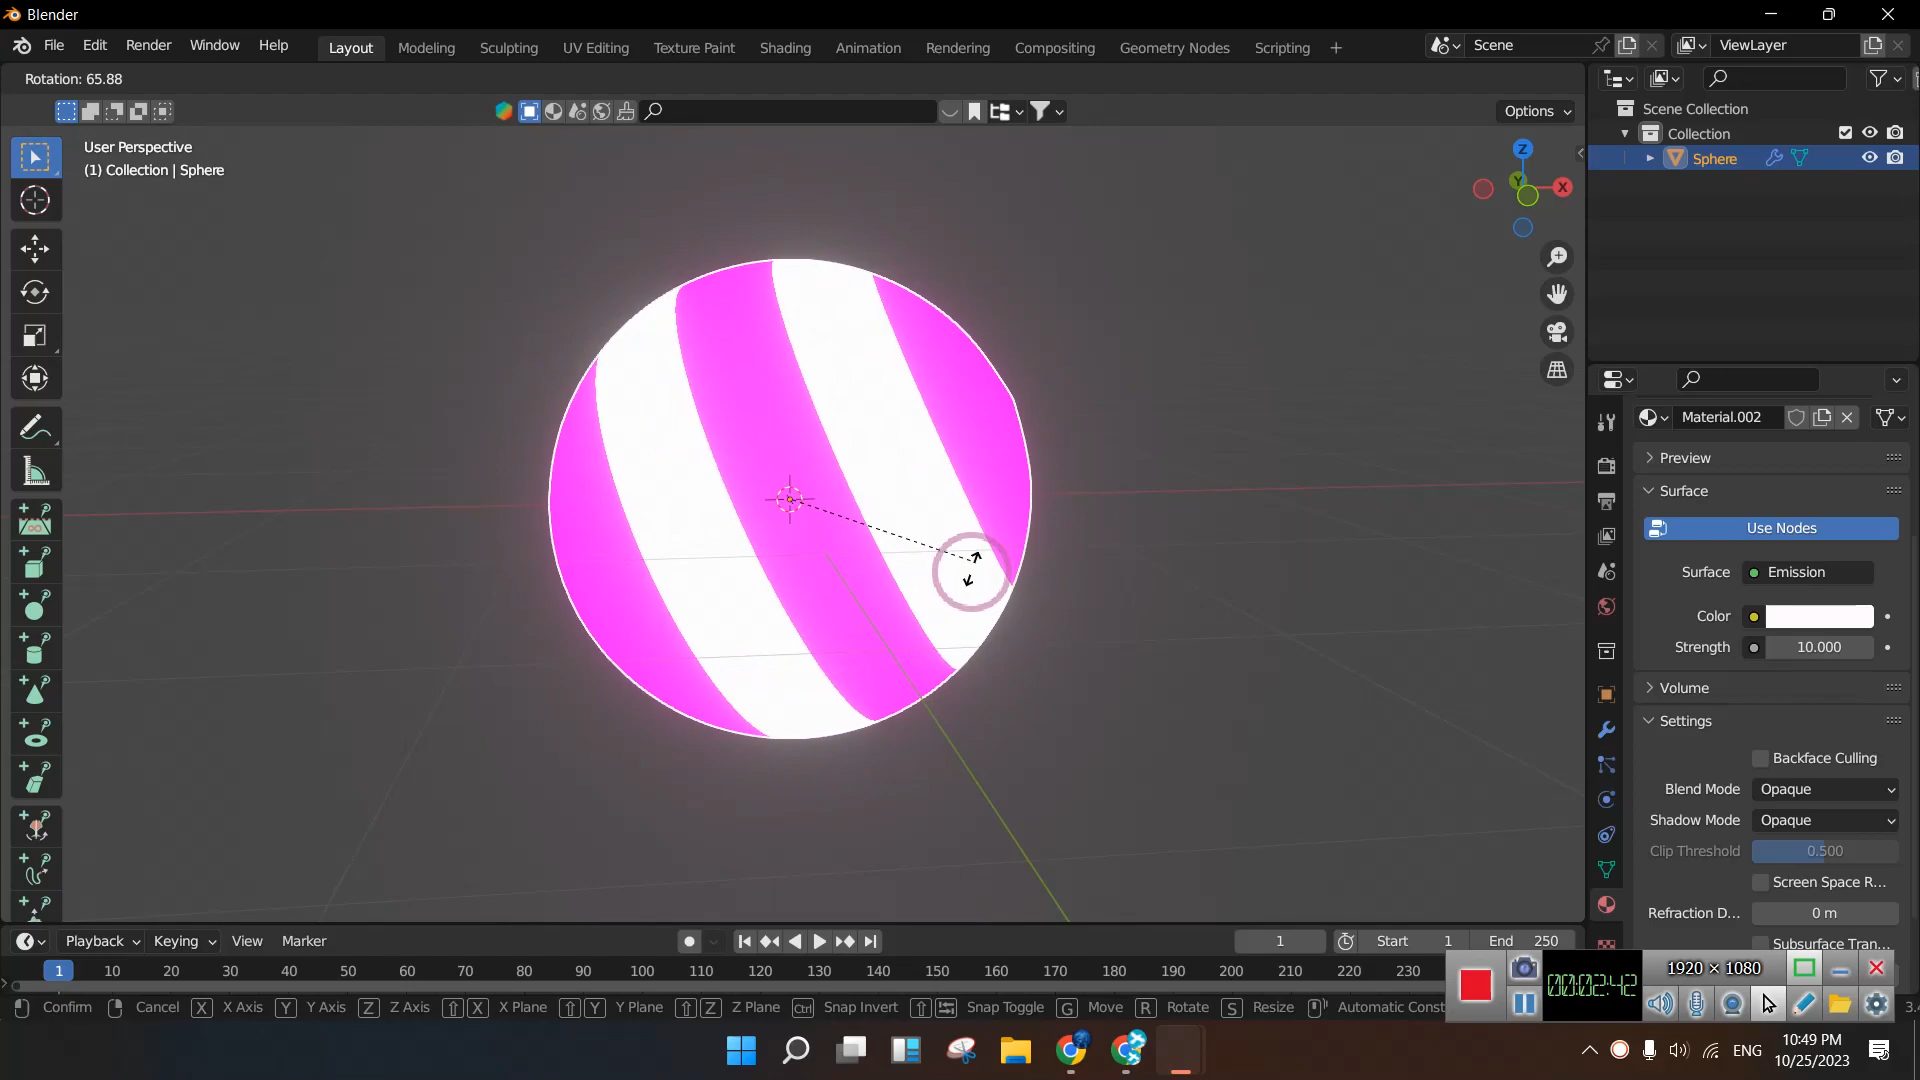 Blender
File Edit Render Window Help
Layout Modeling Sculpting UV Editing Texture Paint Shading Animation Rendering Compositing Geometry Nodes Scripting +
Scene
ViewLayer
Rotation: 65.88
Options
User Perspective
(1) Collection | Sphere
Z
Y
X
Scene Collection
Collection
Sphere
Material.002
Preview
Surface
Use Nodes
Surface Emission
Color
Strength 10.000
Volume
Settings
Backface Culling
Blend Mode Opaque
Shadow Mode Opaque
Clip Threshold 0.500
Screen Space R...
Refraction D... 0 m
Subsurface Tran...
Playback Keying View Marker
1 Start 1 End 250
1 10 20 30 40 50 60 70 80 90 100 110 120 130 140 150 160 170 180 190 200 210 220 230
Confirm Cancel X X Axis Y Y Axis Z Z Axis X X Plane Y Y Plane Z Z Plane Ctrl Snap Invert Snap Toggle G Move R Rotate S Resize Automatic Const
1920 × 1080
00:02:42
ENG
10:49 PM
10/25/2023